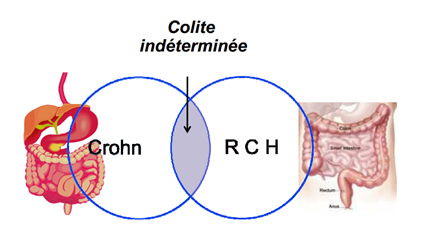 Colite
indéterminée
Crohn
R C H
Colon
Small Intestine
Rectum
Anus